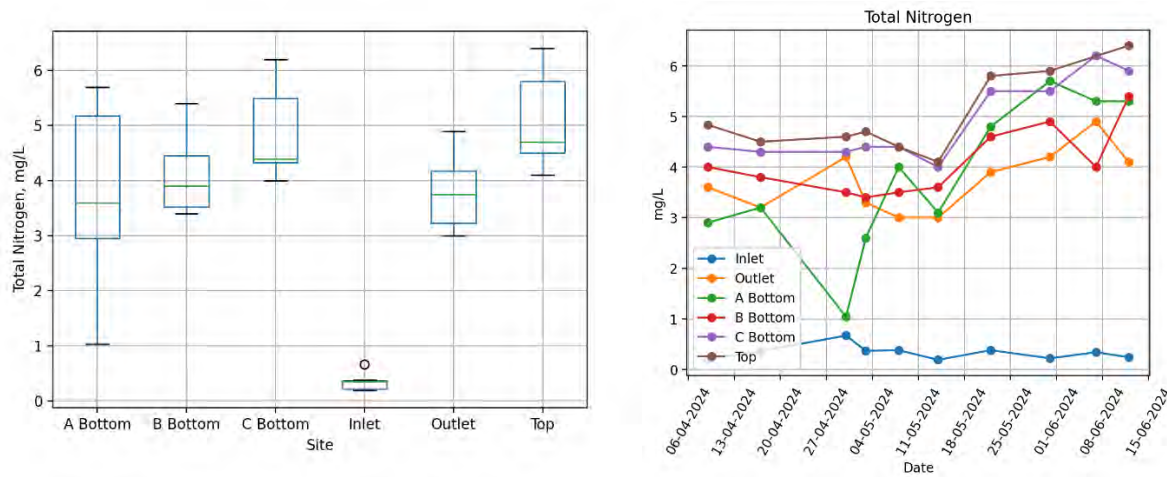 Total Nitrogen, mg/L
6
5
4
3
2
1
0
A Bottom B Bottom C Bottom Inlet Outlet Top
Site
Total Nitrogen
mg/L
6
5
4
3
2
1
0
Inlet
Outlet
A Bottom
B Bottom
C Bottom
Top
06-04-2024
13-04-2024
20-04-2024
27-04-2024
04-05-2024
11-05-2024
18-05-2024
25-05-2024
01-06-2024
08-06-2024
15-06-2024
Date